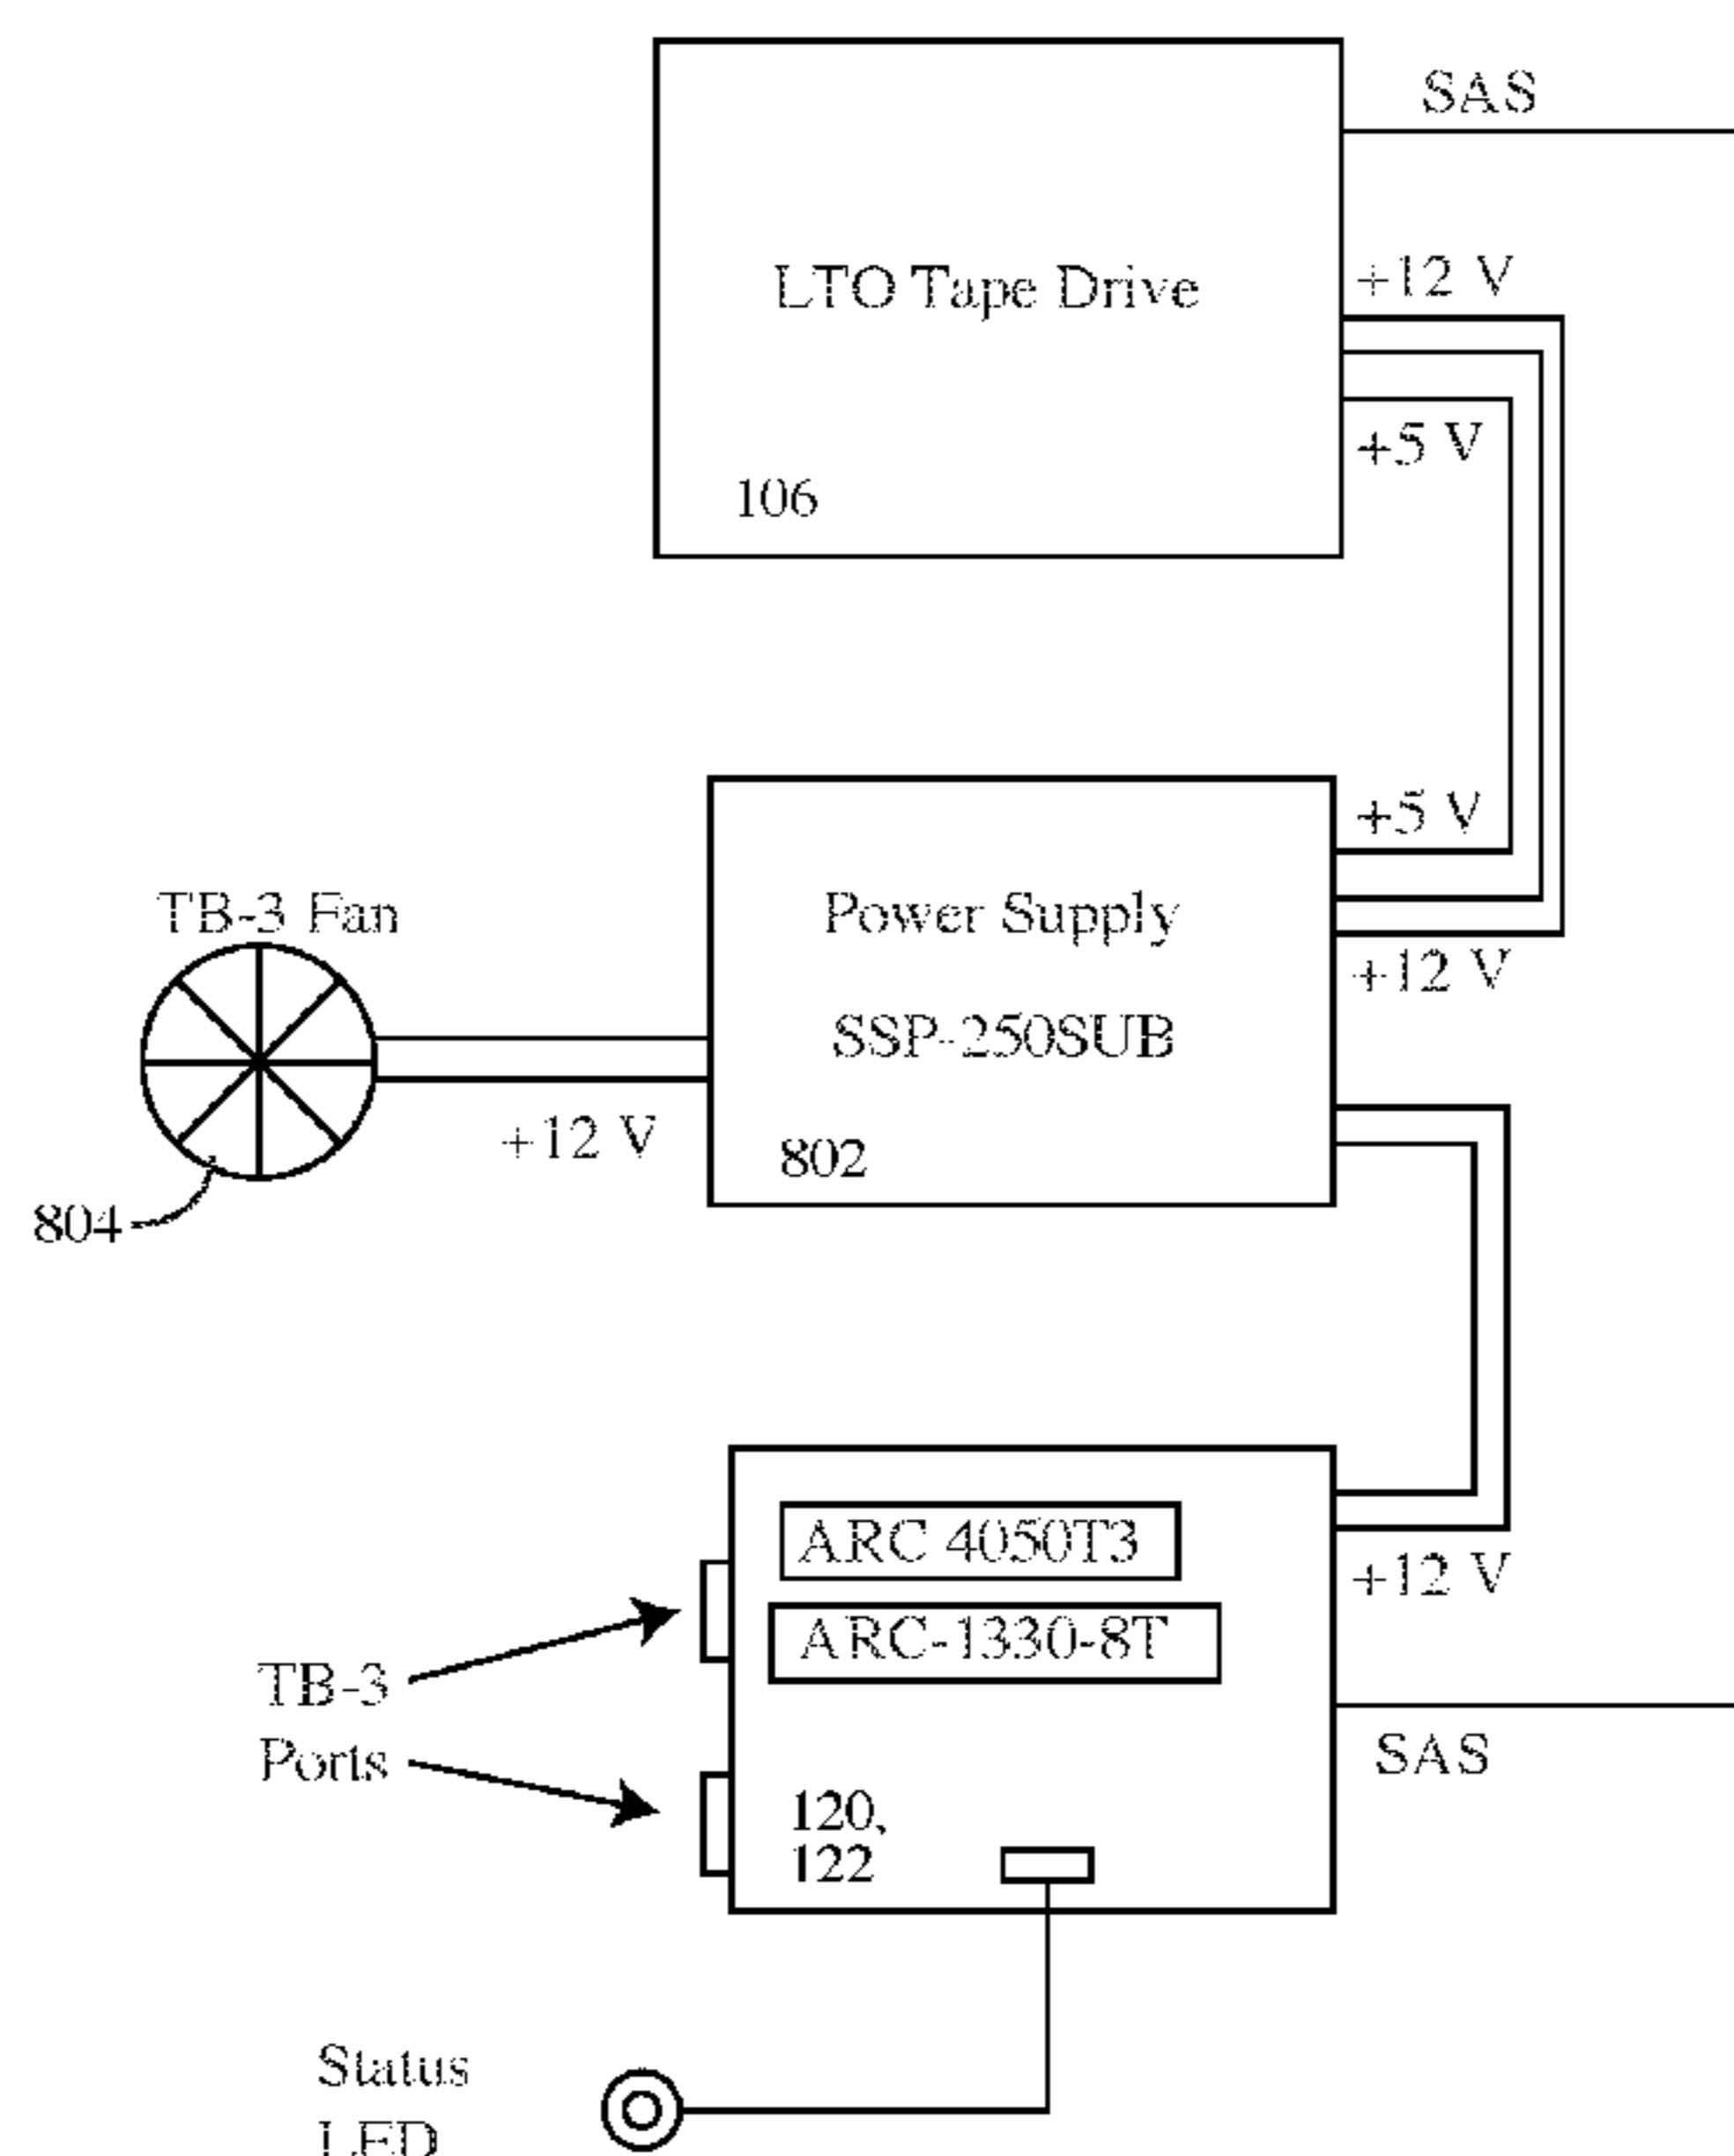 SAS
+12 V
LTO Tape Drive
+5 V
106
+5 V
TB-3 Fan
Power Supply
+12 V
SSP-250SUB
+12 V
802
804
ARC 4050T3
+12 V
ARC-1330-8T
TB-3
Ports
SAS
120,
122
Status
LED